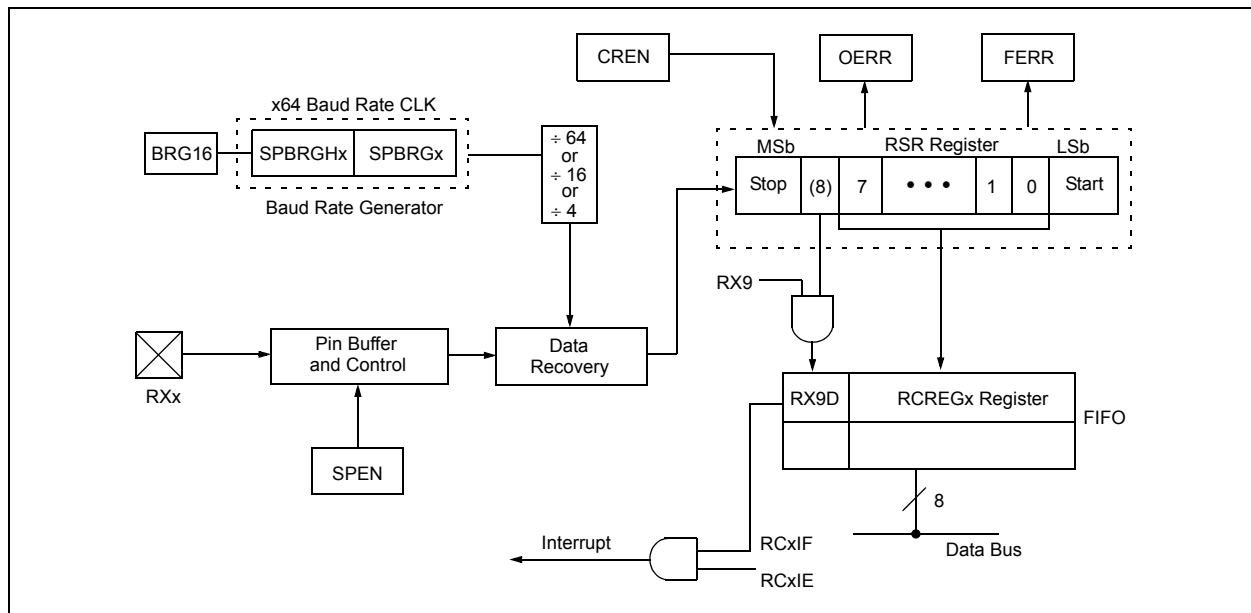 CREN
OERR
FERR
x64 Baud Rate CLK
BRG16
SPBRGHx
SPBRGx
Baud Rate Generator
÷ 64
or
÷ 16
or
÷ 4
MSb
RSR Register
LSb
Stop
(8)
7
• • •
1
0
Start
RX9
RXx
Pin Buffer
and Control
Data
Recovery
SPEN
RX9D
RCREGx Register
FIFO
8
Data Bus
Interrupt
RCxIF
RCxIE